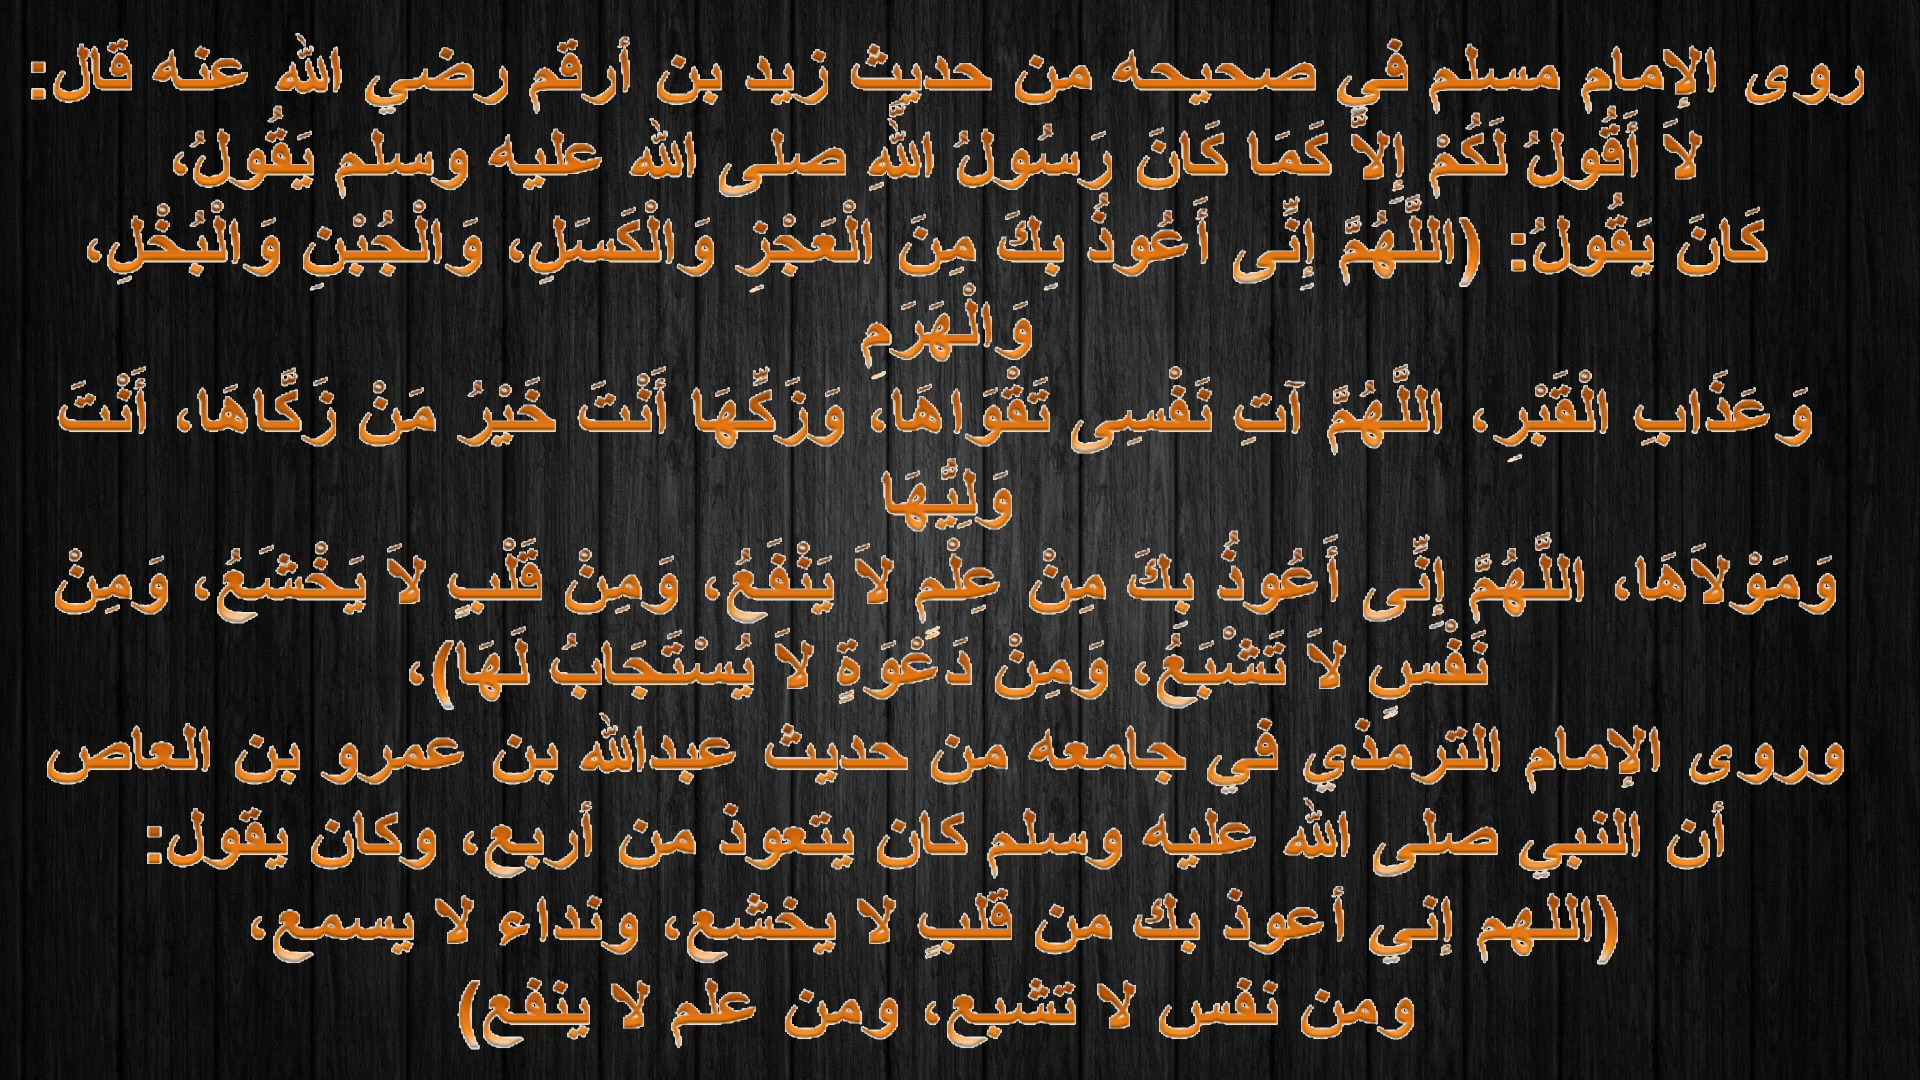 روى الإمام مسلم في صحيحه من حديث زيد بن أرقم رضي الله عنه قال:
لاَ أَقُولُ لَكُمْ إِلاَّ كَمَا كَانَ رَسُولُ اللَّهِ صلى الله عليه وسلم يَقُولُ،
كَانَ يَقُولُ: (اللَّهُمَّ إِنِّى أَعُوذُ بِكَ مِنَ الْعَجْزِ وَالْكَسَلِ، وَالْجُبْنِ وَالْبُخْلِ،
وَالْهَرَمِ
وَعَذَابِ الْقَبْرِ، اللَّهُمَّ آتِ نَفْسِى تَقْوَاهَا، وَزَكِّهَا أَنْتَ خَيْرُ مَنْ زَكَّاهَا، أَنْتَ
وَلِيُّهَا
وَمَوْلاَهَا، اللَّهُمَّ إِنِّى أَعُوذُ بِكَ مِنْ عِلْمٍ لاَ يَنْفَعُ، وَمِنْ قَلْبٍ لاَ يَخْشَعُ، وَمِنْ
نَفْسٍ لاَ تَشْبَعُ، وَمِنْ دَعْوَةٍ لاَ يُسْتَجَابُ لَهَا)،
وروى الإمام الترمذي في جامعه من حديث عبدالله بن عمرو بن العاص
أن النبي صلى الله عليه وسلم كان يتعوذ من أربع، وكان يقول:
(اللهم إني أعوذ بك من قلبٍ لا يخشع، ونداء لا يسمع،
ومن نفس لا تشبع، ومن علم لا ينفع)